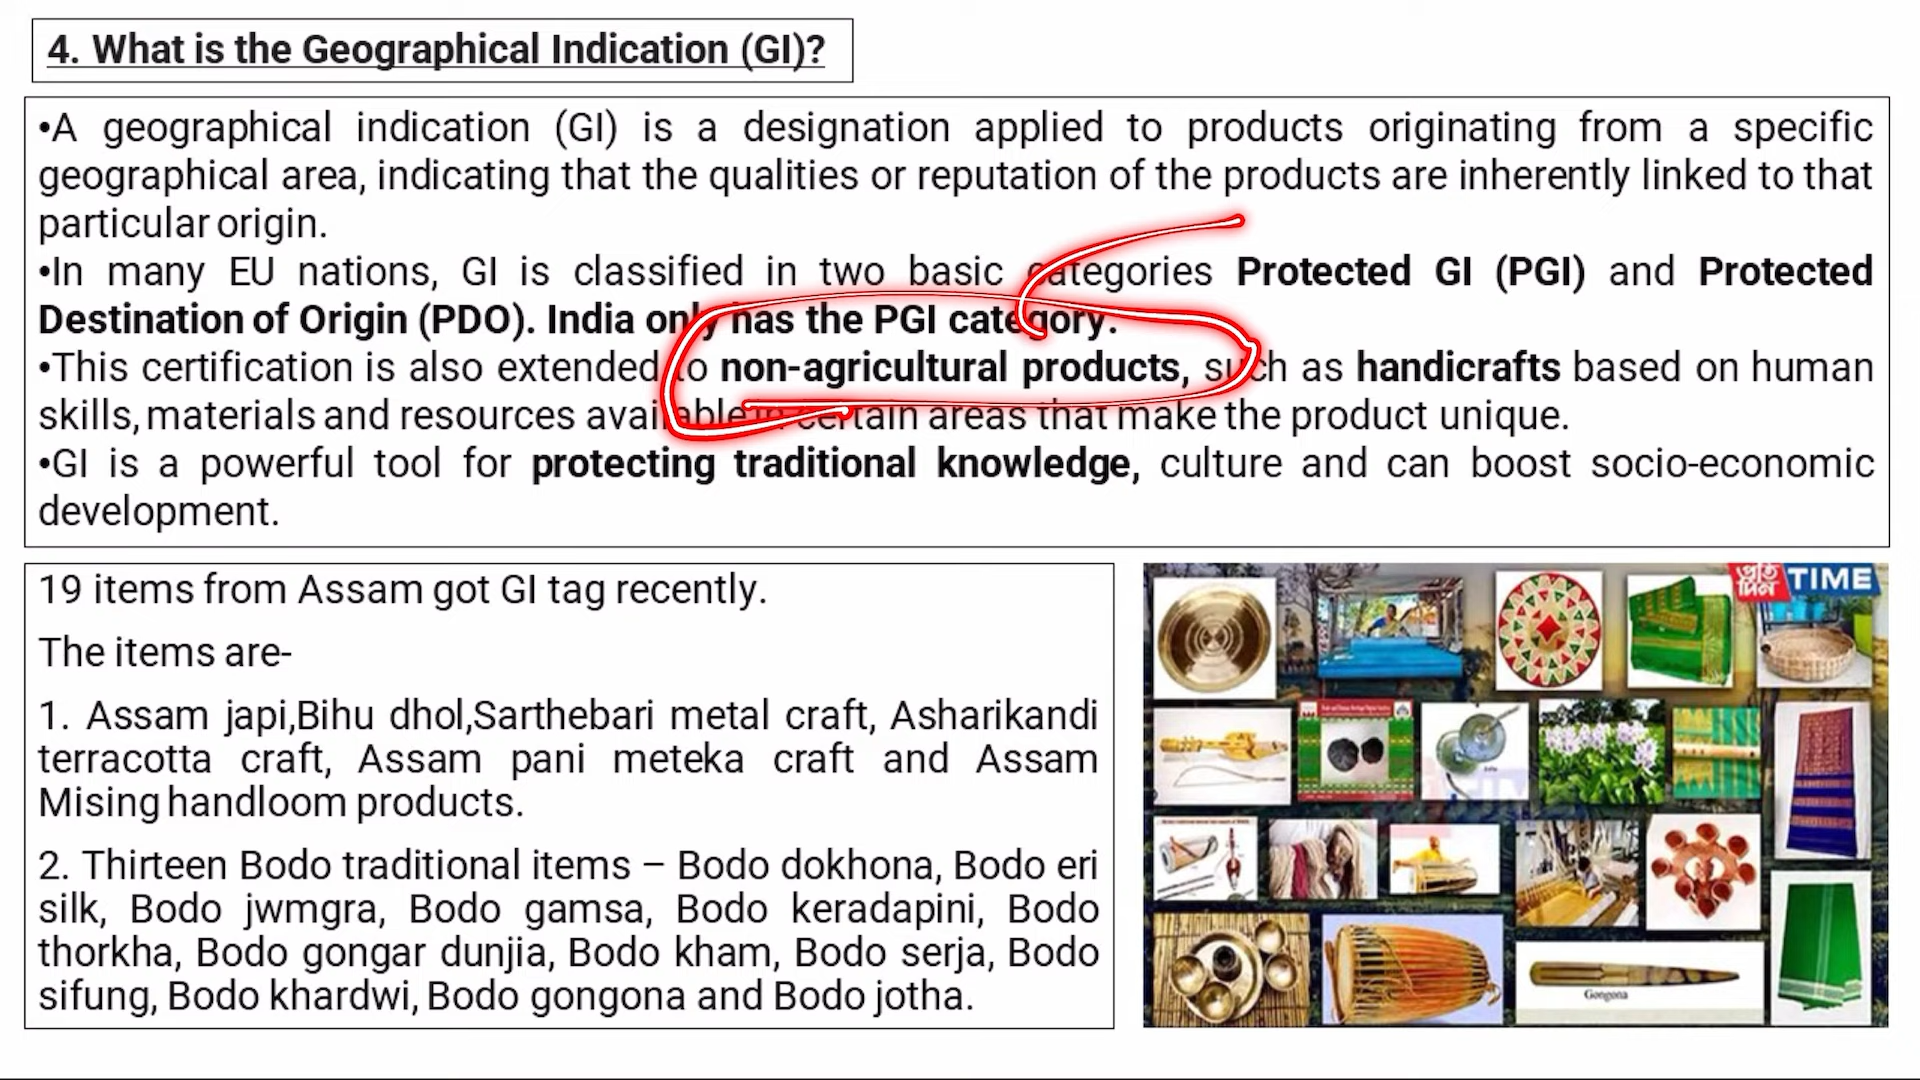 4. What is the Geographical Indication (GI)?
•A geographical indication (GI) is a designation applied to products originating from a specific
geographical area, indicating that the qualities or reputation of the products are inherently linked to that
particular origin.
•In many EU nations, GI is classified in two basic categories Protected GI (PGI) and Protected
Destination of Origin (PDO). India only has the PGI category.
•This certification is also extended to non-agricultural products, such as handicrafts based on human
skills, materials and resources available in certain areas that make the product unique.
•GI is a powerful tool for protecting traditional knowledge, culture and can boost socio-economic
development.
19 items from Assam got GI tag recently.
The items are-
1. Assam japi,Bihu dhol,Sarthebari metal craft, Asharikandi
terracotta craft, Assam pani meteka craft and Assam
Mising handloom products.
2. Thirteen Bodo traditional items – Bodo dokhona, Bodo eri
silk, Bodo jwmgra, Bodo gamsa, Bodo keradapini, Bodo
thorkha, Bodo gongar dunjia, Bodo kham, Bodo serja, Bodo
sifung, Bodo khardwi, Bodo gongona and Bodo jotha.
প্রতিদিন TIME
Gongona